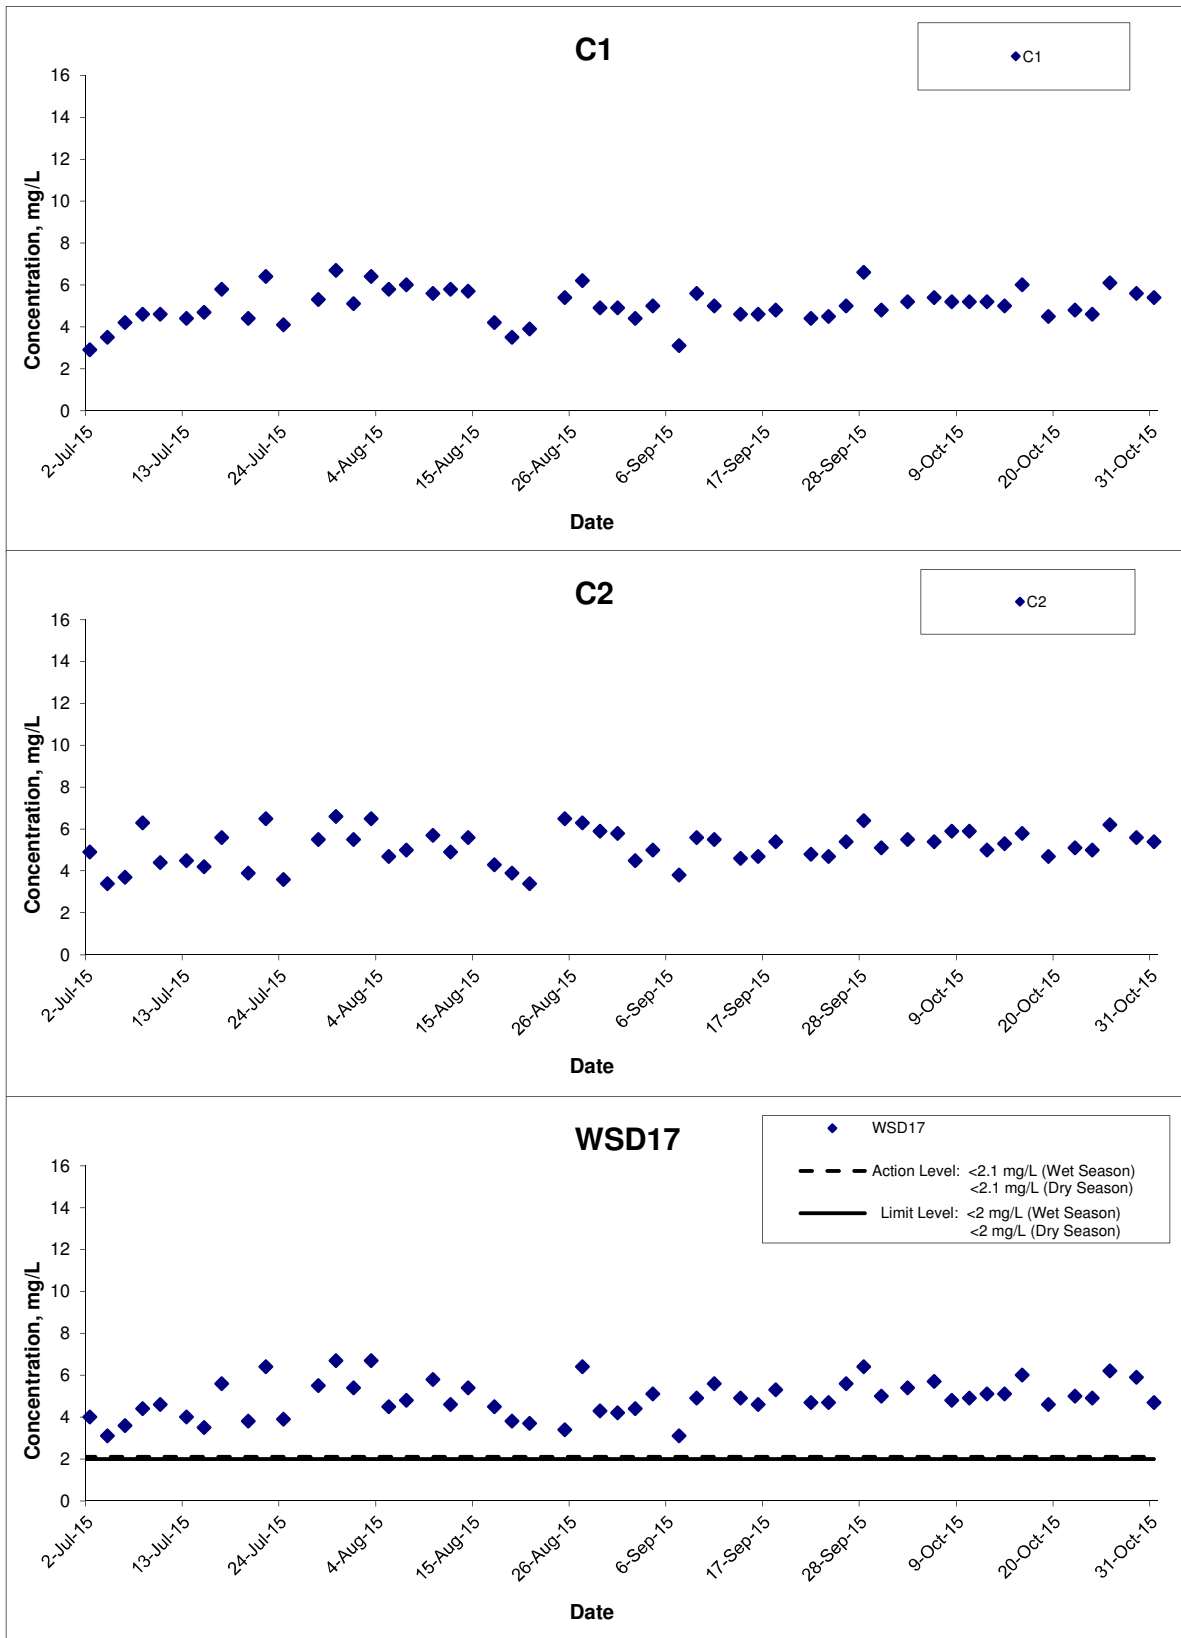 C1
C1
16
14
12
10
8
6
4
2
0
Concentration, mg/L
2-Jul-15
13-Jul-15
24-Jul-15
4-Aug-15
15-Aug-15
26-Aug-15
6-Sep-15
17-Sep-15
28-Sep-15
9-Oct-15
20-Oct-15
31-Oct-15
Date
C2
C2
16
14
12
10
8
6
4
2
0
Concentration, mg/L
2-Jul-15
13-Jul-15
24-Jul-15
4-Aug-15
15-Aug-15
26-Aug-15
6-Sep-15
17-Sep-15
28-Sep-15
9-Oct-15
20-Oct-15
31-Oct-15
Date
WSD17
WSD17
Action Level: <2.1 mg/L (Wet Season)
<2.1 mg/L (Dry Season)
Limit Level: <2 mg/L (Wet Season)
<2 mg/L (Dry Season)
16
14
12
10
8
6
4
2
0
Concentration, mg/L
2-Jul-15
13-Jul-15
24-Jul-15
4-Aug-15
15-Aug-15
26-Aug-15
6-Sep-15
17-Sep-15
28-Sep-15
9-Oct-15
20-Oct-15
31-Oct-15
Date